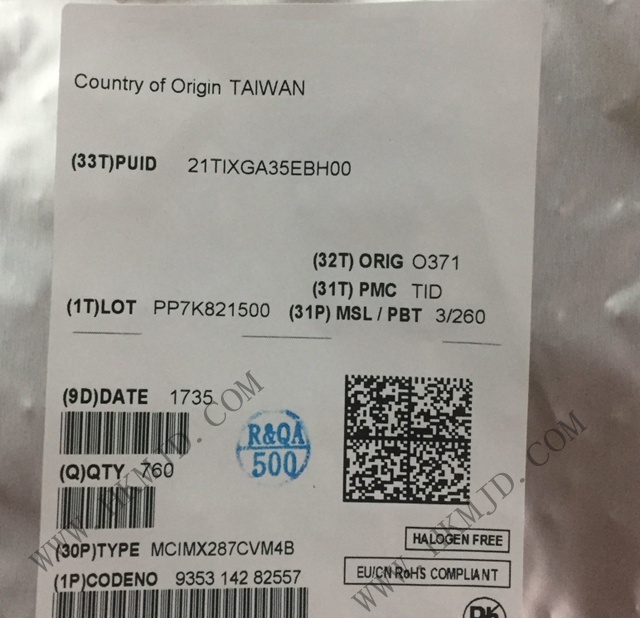 Country of Origin TAIWAN
(33T)PUID 21TIXGA35EBH00
(32T) ORIG O371
(31T) PMC TID
(1T)LOT PP7K821500 (31P) MSL / PBT 3/260
(9D)DATE 1735
R&QA
500
(Q)QTY 760
HALOGEN FREE
(30P)TYPE MCIMX287CVM4B
EU/CN RoHS COMPLIANT
(1P)CODENO 9353 142 82557
WWW.HKMJD.COM
WWW.HKMJD.COM